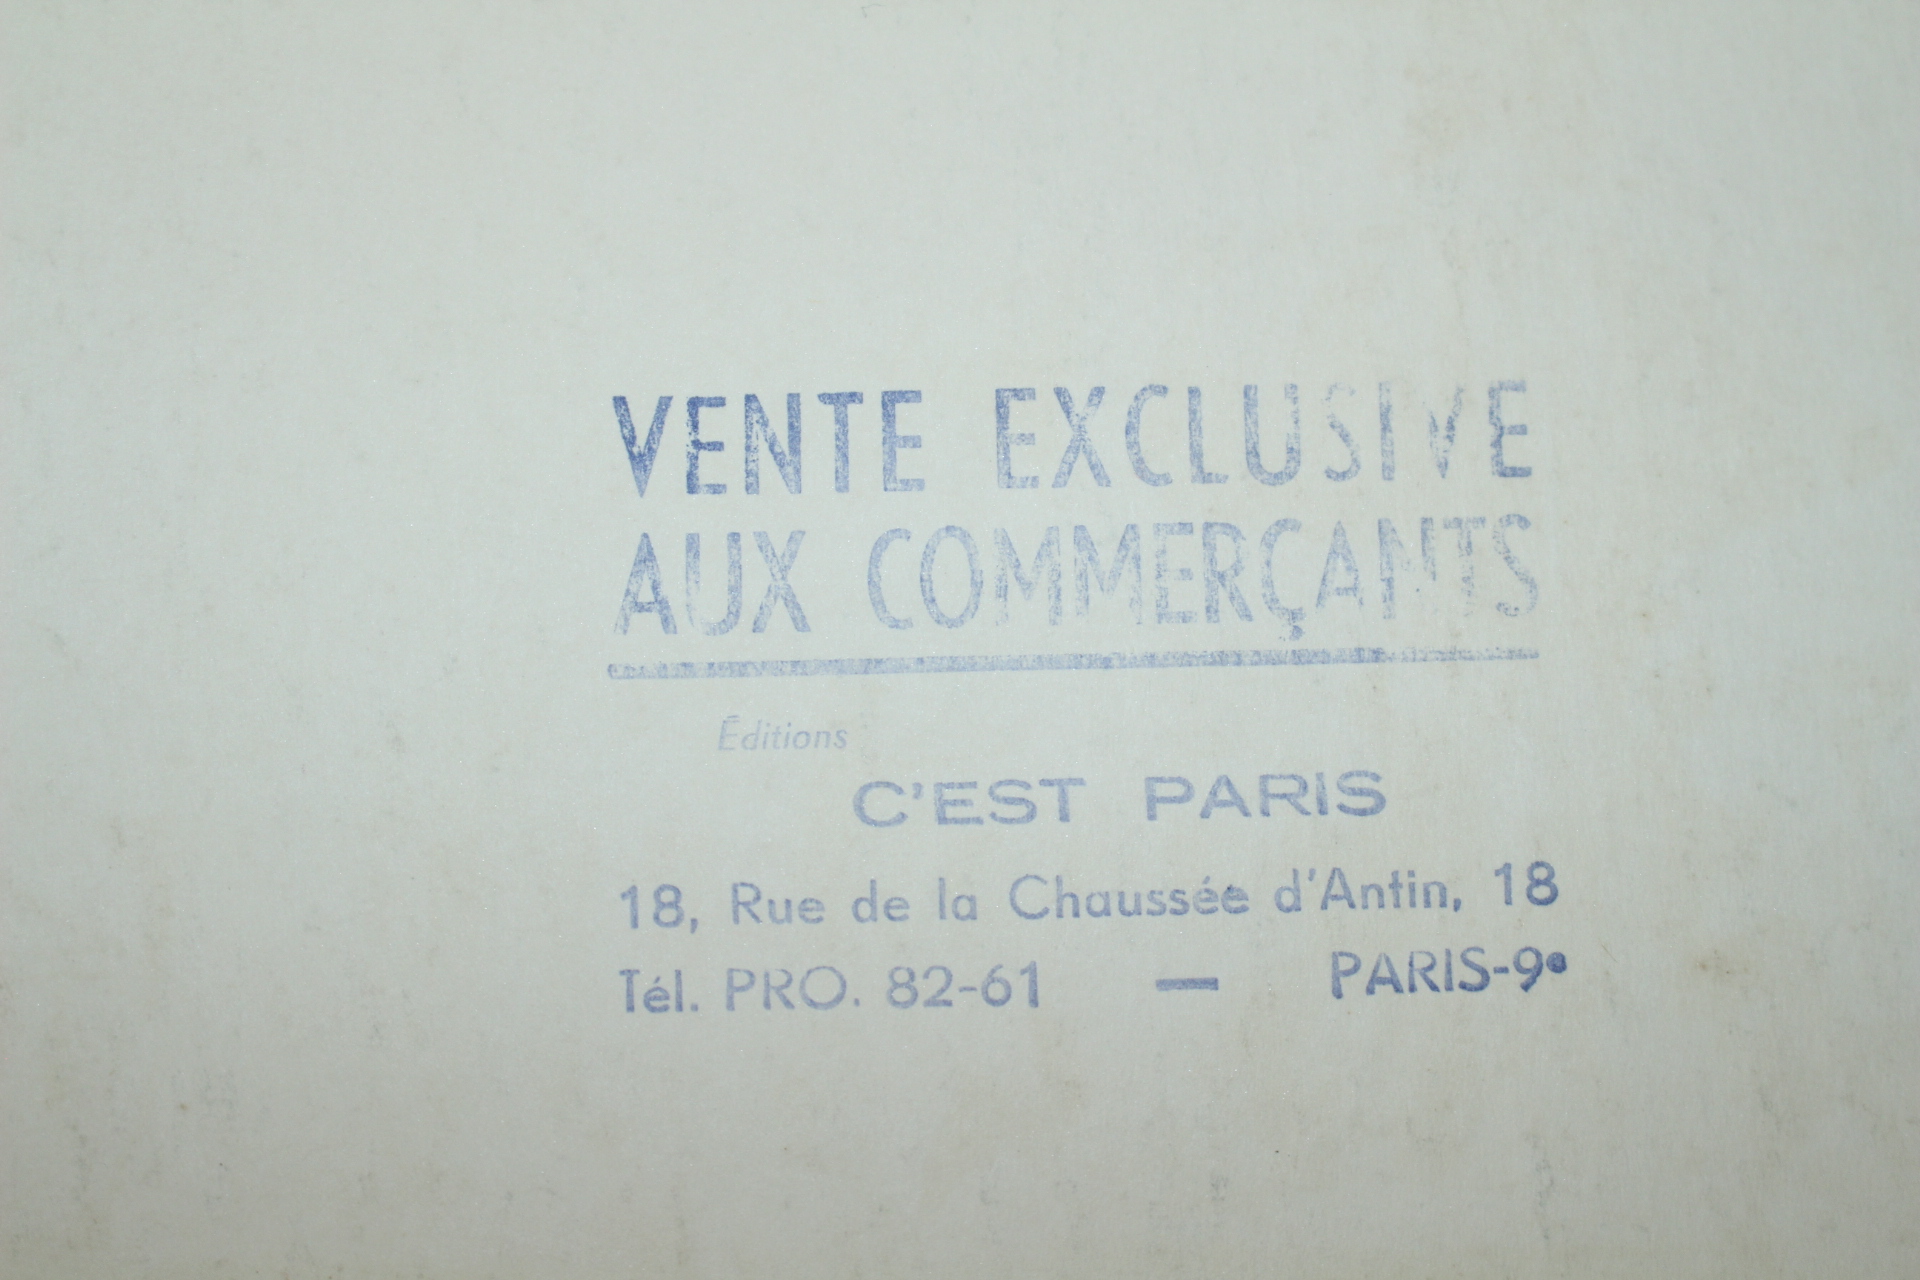 VENTE EXCLUSIVE
AUX COMMERÇANTS
Éditions
C'EST PARIS
18, Rue de la Chaussée d'Antin, 18
Tél. PRO. 82-61 — PARIS-9e